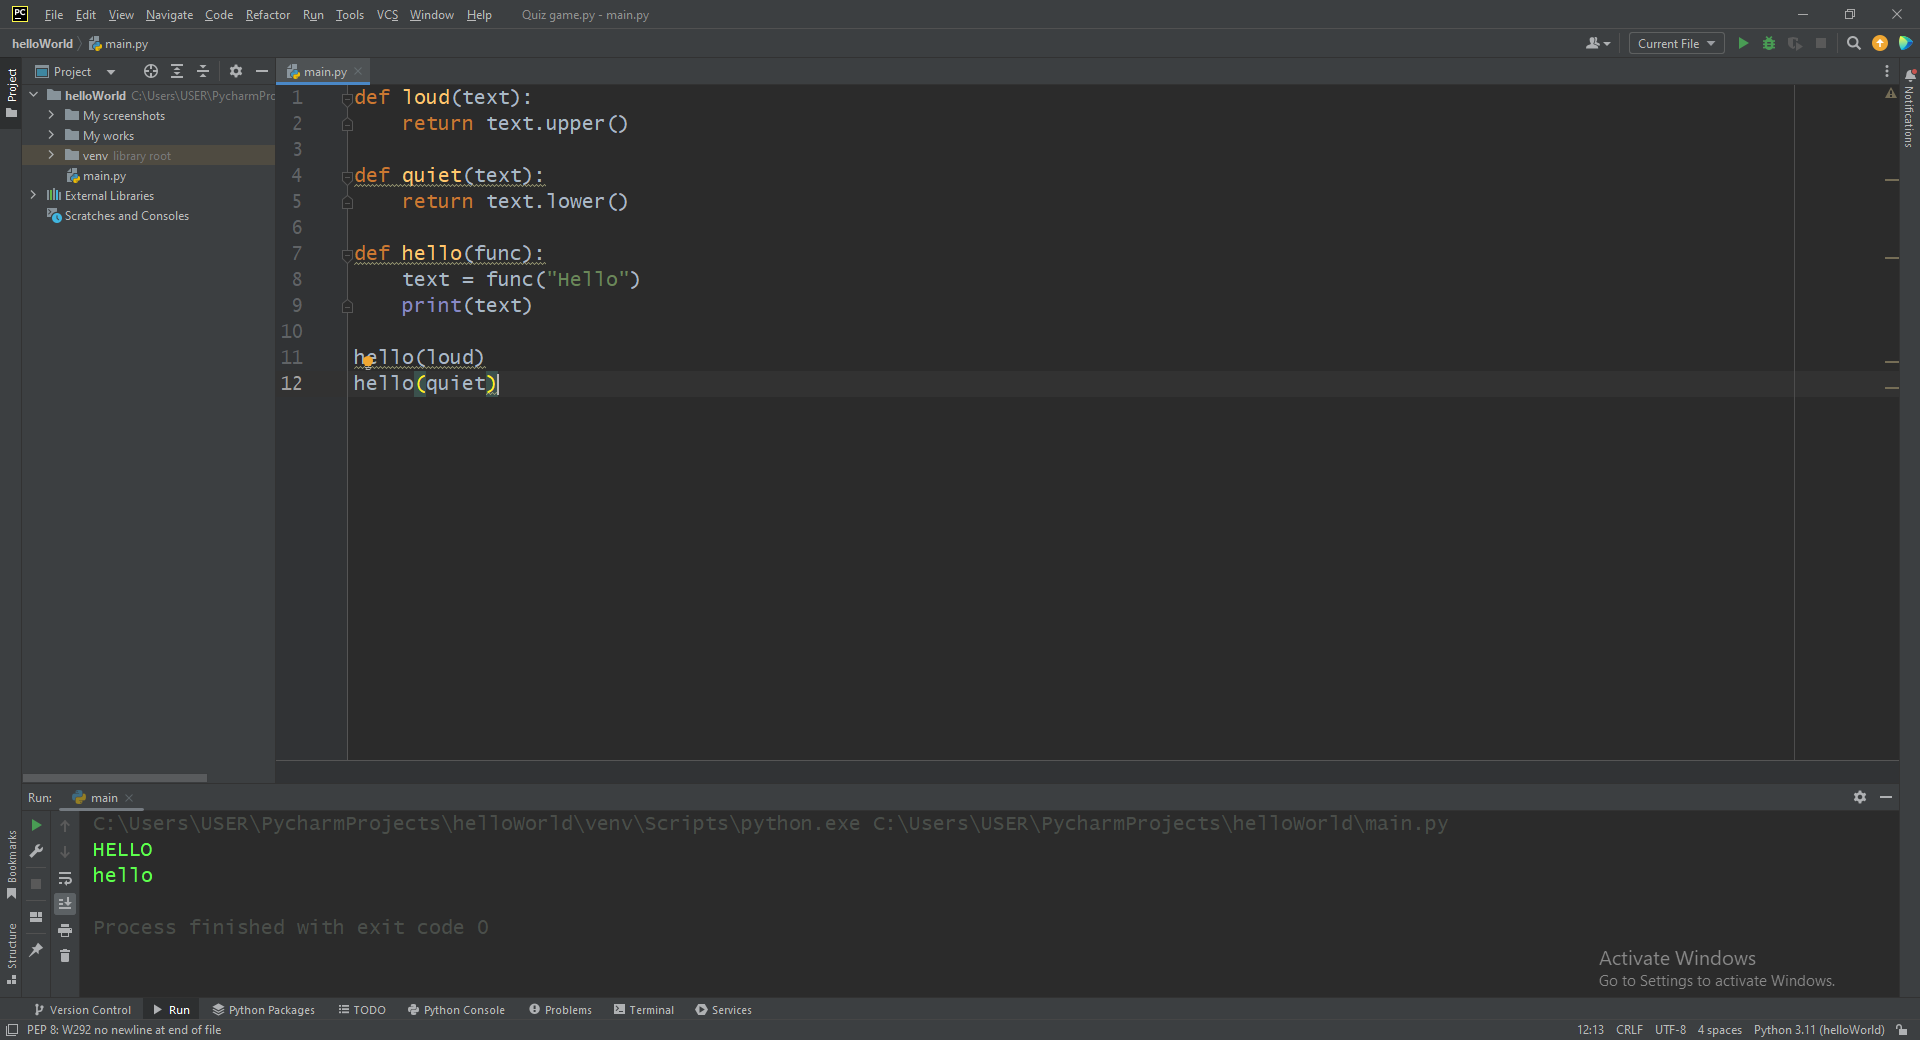 PC File Edit View Navigate Code Refactor Run Tools VCS Window Help Quiz game.py - main.py
helloWorld main.py Current File
Project main.py
Project
helloWorld C:\Users\USER\PycharmPro
My screenshots
My works
venv library root
main.py
External Libraries
Scratches and Consoles
1 def loud(text):
2     return text.upper()
3
4 def quiet(text):
5     return text.lower()
6
7 def hello(func):
8     text = func("Hello")
9     print(text)
10
11 hello(loud)
12 hello(quiet)
Notifications
Run: main
C:\Users\USER\PycharmProjects\helloWorld\venv\Scripts\python.exe C:\Users\USER\PycharmProjects\helloWorld\main.py
HELLO
hello
Process finished with exit code 0
Bookmarks
Structure
Activate Windows
Go to Settings to activate Windows.
Version Control Run Python Packages TODO Python Console Problems Terminal Services
PEP 8: W292 no newline at end of file 12:13 CRLF UTF-8 4 spaces Python 3.11 (helloWorld)